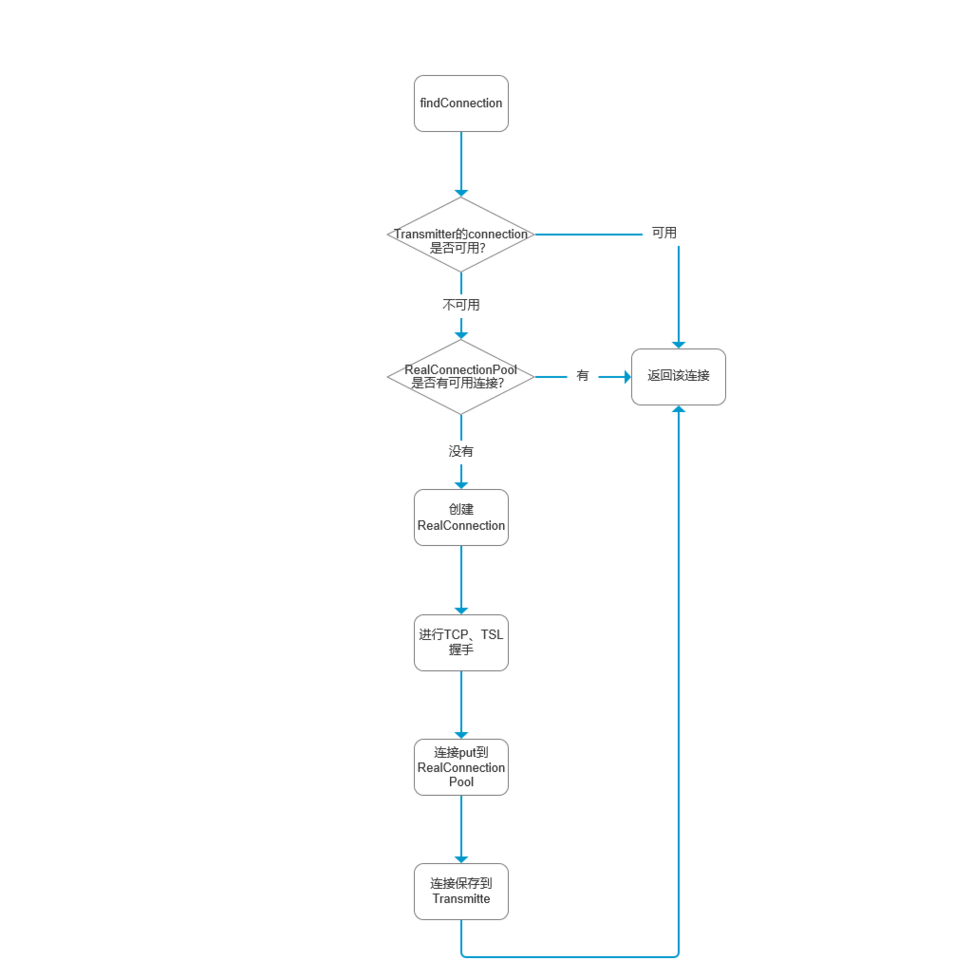 findConnection
Transmitter的connection
是否可用?
可用
不可用
RealConnectionPool
是否有可用连接?
有
返回该连接
没有
创建
RealConnection
进行TCP、TSL
握手
连接put到
RealConnection
Pool
连接保存到
Transmitte